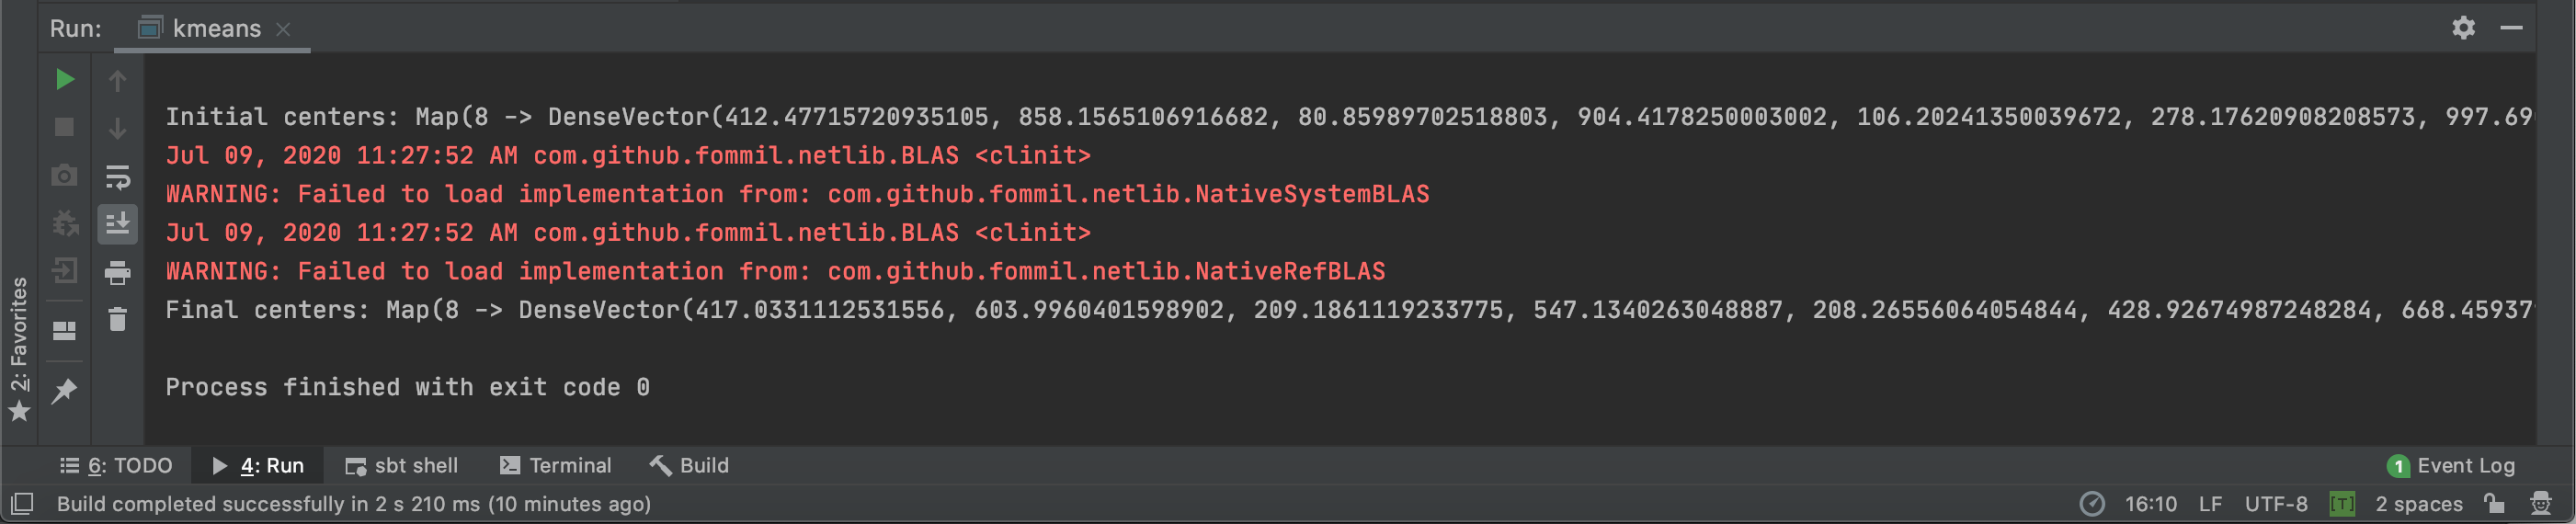 Run: kmeans
Initial centers: Map(8 -> DenseVector(412.47715720935105, 858.1565106916682, 80.85989702518803, 904.4178250003002, 106.20241350039672, 278.17620908208573, 997.69
Jul 09, 2020 11:27:52 AM com.github.fommil.netlib.BLAS <clinit>
WARNING: Failed to load implementation from: com.github.fommil.netlib.NativeSystemBLAS
Jul 09, 2020 11:27:52 AM com.github.fommil.netlib.BLAS <clinit>
WARNING: Failed to load implementation from: com.github.fommil.netlib.NativeRefBLAS
Final centers: Map(8 -> DenseVector(417.0331112531556, 603.9960401598902, 209.1861119233775, 547.1340263048887, 208.26556064054844, 428.92674987248284, 668.45937
Process finished with exit code 0
2: Favorites
6: TODO 4: Run sbt shell Terminal Build 1 Event Log
Build completed successfully in 2 s 210 ms (10 minutes ago) 16:10 LF UTF-8 [T] 2 spaces